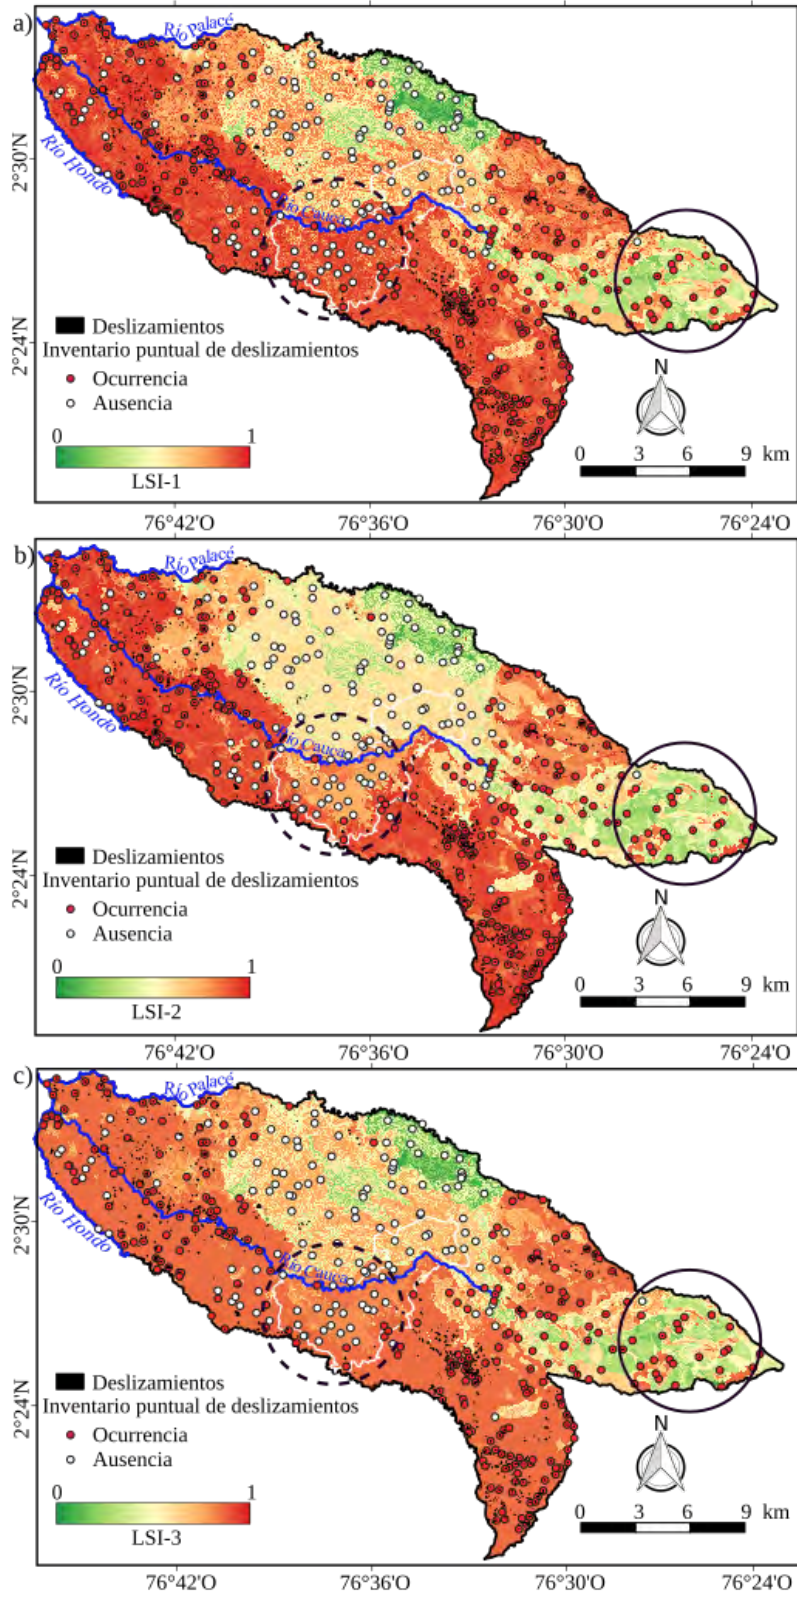 a)
Río Palacé
Río Hondo
Río Cauca
2°30'N
2°24'N
Deslizamientos
Inventario puntual de deslizamientos
Ocurrencia
Ausencia
0 1
LSI-1
N
0 3 6 9 km
76°42'O 76°36'O 76°30'O 76°24'O
b)
Río Palacé
Río Hondo
Río Cauca
2°30'N
2°24'N
Deslizamientos
Inventario puntual de deslizamientos
Ocurrencia
Ausencia
0 1
LSI-2
N
0 3 6 9 km
76°42'O 76°36'O 76°30'O 76°24'O
c)
Río Palacé
Río Hondo
Río Cauca
2°30'N
2°24'N
Deslizamientos
Inventario puntual de deslizamientos
Ocurrencia
Ausencia
0 1
LSI-3
N
0 3 6 9 km
76°42'O 76°36'O 76°30'O 76°24'O